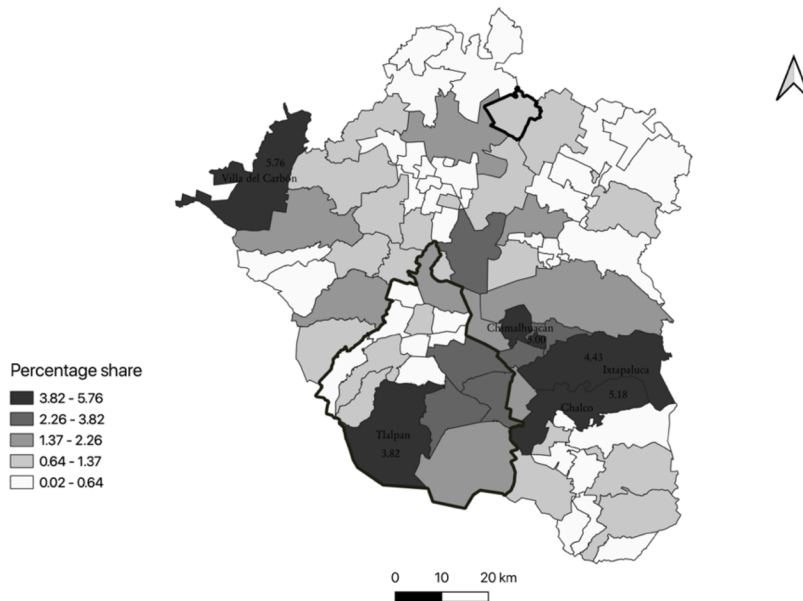 5.76
Villa del Carbón
Chimalhuacán
5.00
4.43
Ixtapaluca
5.18
Chalco
Tlalpan
3.82
Percentage share
3.82 - 5.76
2.26 - 3.82
1.37 - 2.26
0.64 - 1.37
0.02 - 0.64
0 10 20 km